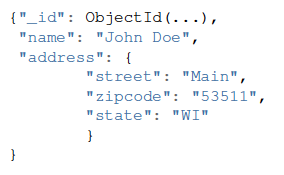 {"_id": ObjectId(...),
 "name": "John Doe",
 "address": {
        "street": "Main",
        "zipcode": "53511",
        "state": "WI"
        }
}